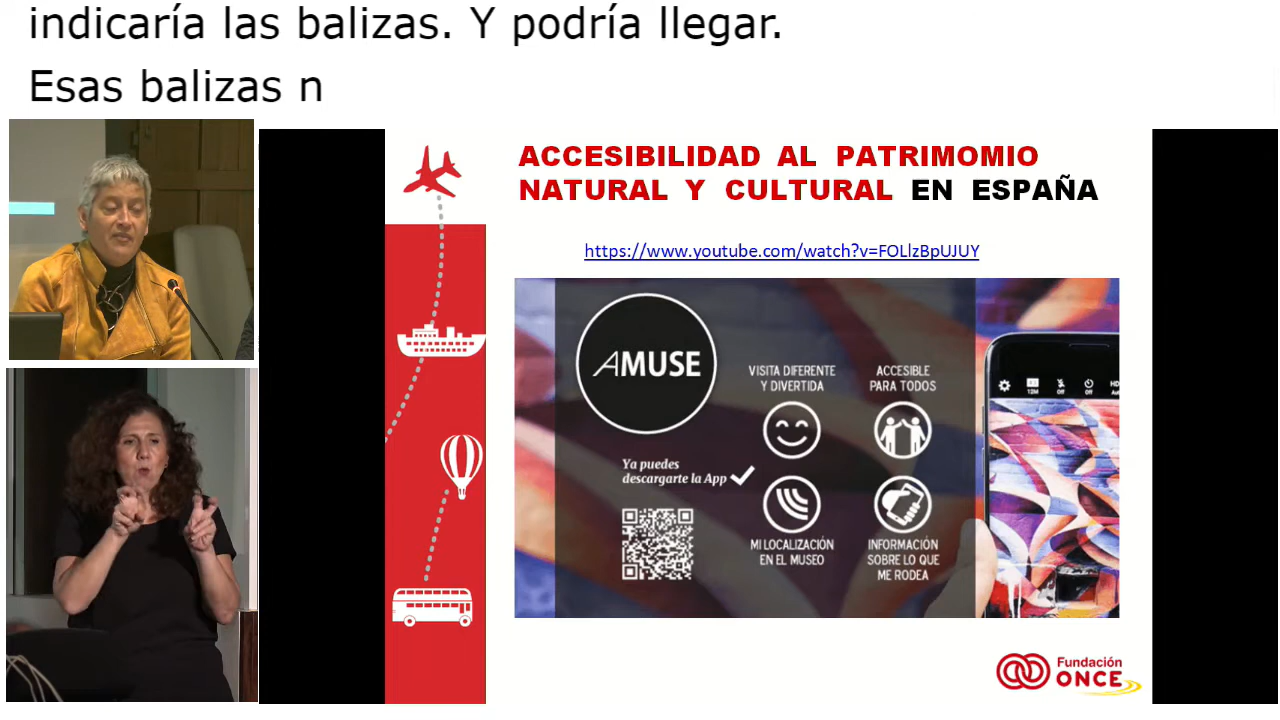 indicaría las balizas. Y podría llegar.
Esas balizas n
ACCESIBILIDAD AL PATRIMOMIO
NATURAL Y CULTURAL EN ESPAÑA
https://www.youtube.com/watch?v=FOLlzBpUJUY
AMUSE
VISITA DIFERENTE
Y DIVERTIDA
ACCESIBLE
PARA TODOS
Ya puedes
descargarte la App
MI LOCALIZACIÓN
EN EL MUSEO
INFORMACIÓN
SOBRE LO QUE
ME RODEA
Fundación
ONCE